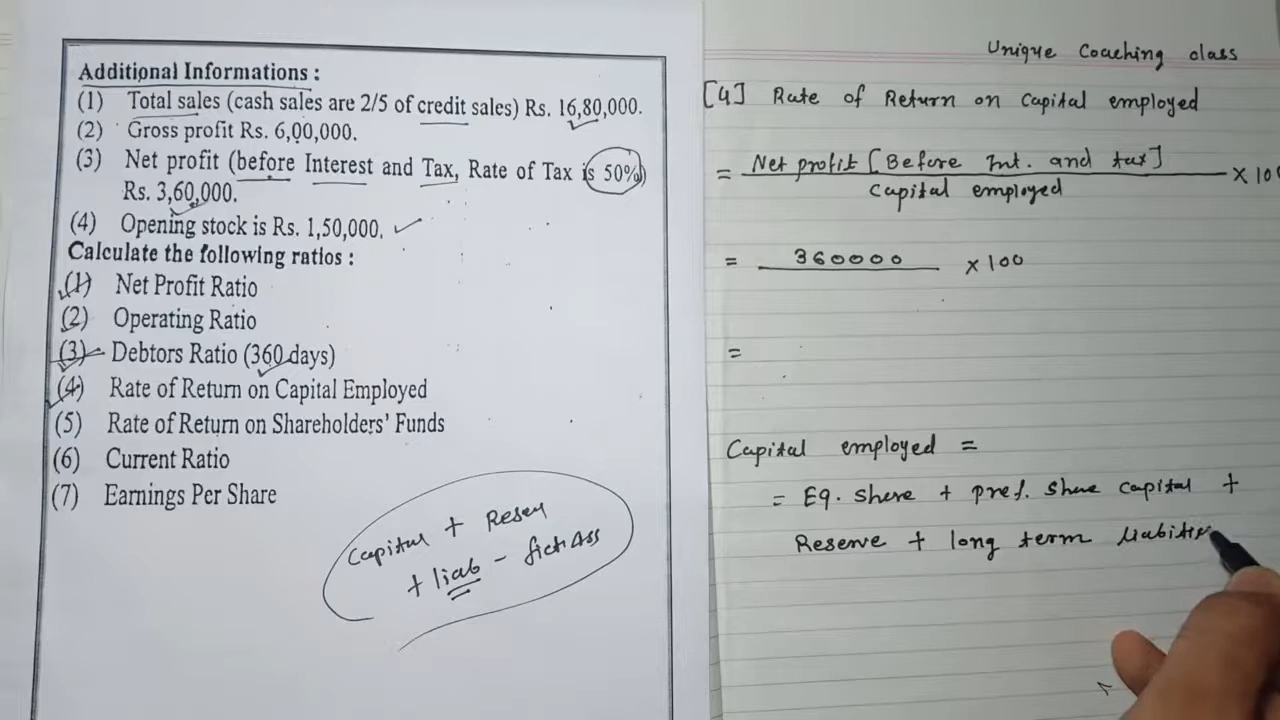 Additional Informations :
(1) Total sales (cash sales are 2/5 of credit sales) Rs. 16,80,000.
(2) Gross profit Rs. 6,00,000.
(3) Net profit (before Interest and Tax, Rate of Tax is 50%)
Rs. 3,60,000.
(4) Opening stock is Rs. 1,50,000.
Calculate the following ratios :
(1) Net Profit Ratio
(2) Operating Ratio
(3) Debtors Ratio (360 days)
(4) Rate of Return on Capital Employed
(5) Rate of Return on Shareholders' Funds
(6) Current Ratio
(7) Earnings Per Share
Capital + Reser
+ liab - fict Ass
Unique Coaching class
[4] Rate of Return on Capital employed
= Net profit [Before Int. and tax]
Capital employed × 100
= 360000 × 100
=
Capital employed =
= Eq. share + pref. share capital +
Reserve + long term